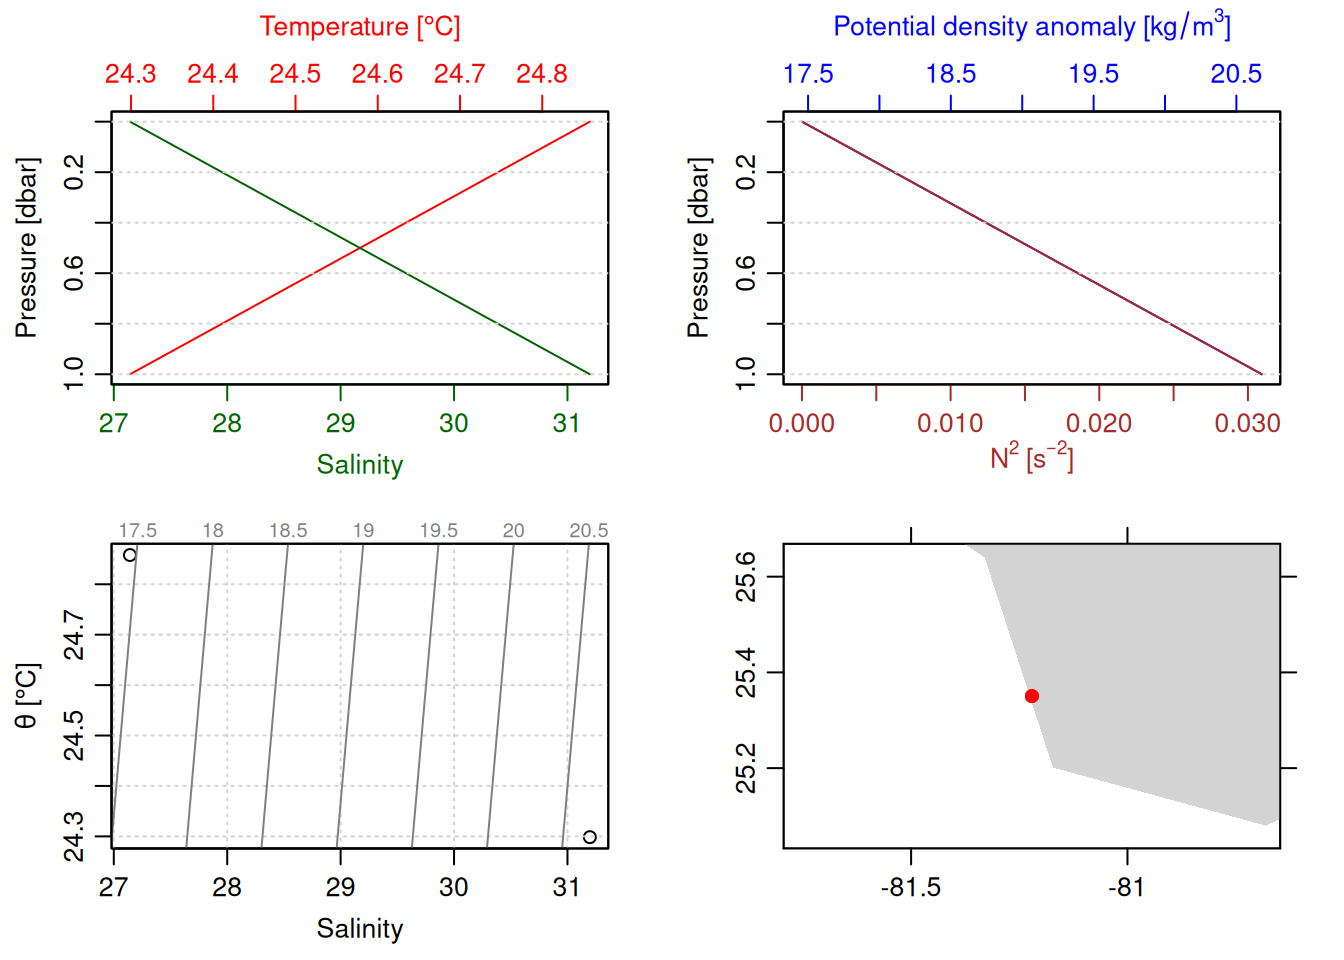 Temperature [°C]
24.3 24.4 24.5 24.6 24.7 24.8
Pressure [dbar]
0.2
0.6
1.0
27 28 29 30 31
Salinity
Potential density anomaly [kg/m³]
17.5 18.5 19.5 20.5
Pressure [dbar]
0.2
0.6
1.0
0.000 0.010 0.020 0.030
N² [s⁻²]
17.5 18 18.5 19 19.5 20 20.5
θ [°C]
24.7
24.5
24.3
27 28 29 30 31
Salinity
25.6
25.4
25.2
-81.5 -81